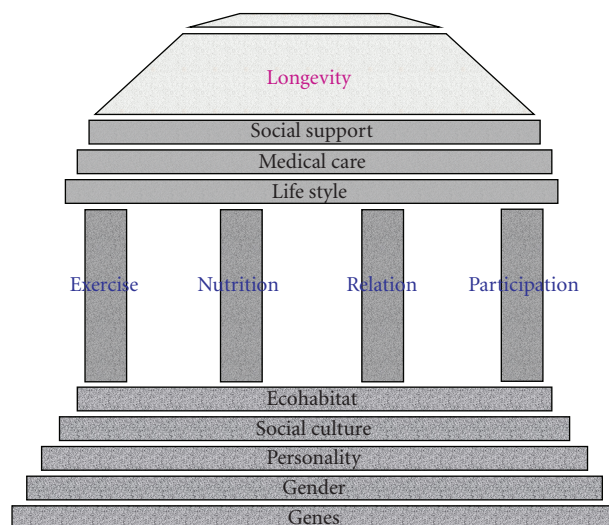 Longevity
Social support
Medical care
Life style
Exercise Nutrition Relation Participation
Ecohabitat
Social culture
Personality
Gender
Genes